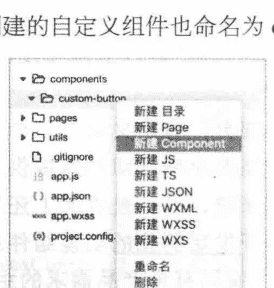 建的自定义组件也命名为
components
custom-button
pages
utils
.gitignore
app.js
app.json
app.wxss
project.config.
新建 目录
新建 Page
新建 Component
新建 JS
新建 TS
新建 JSON
新建 WXML
新建 WXSS
新建 WXS
重命名
删除